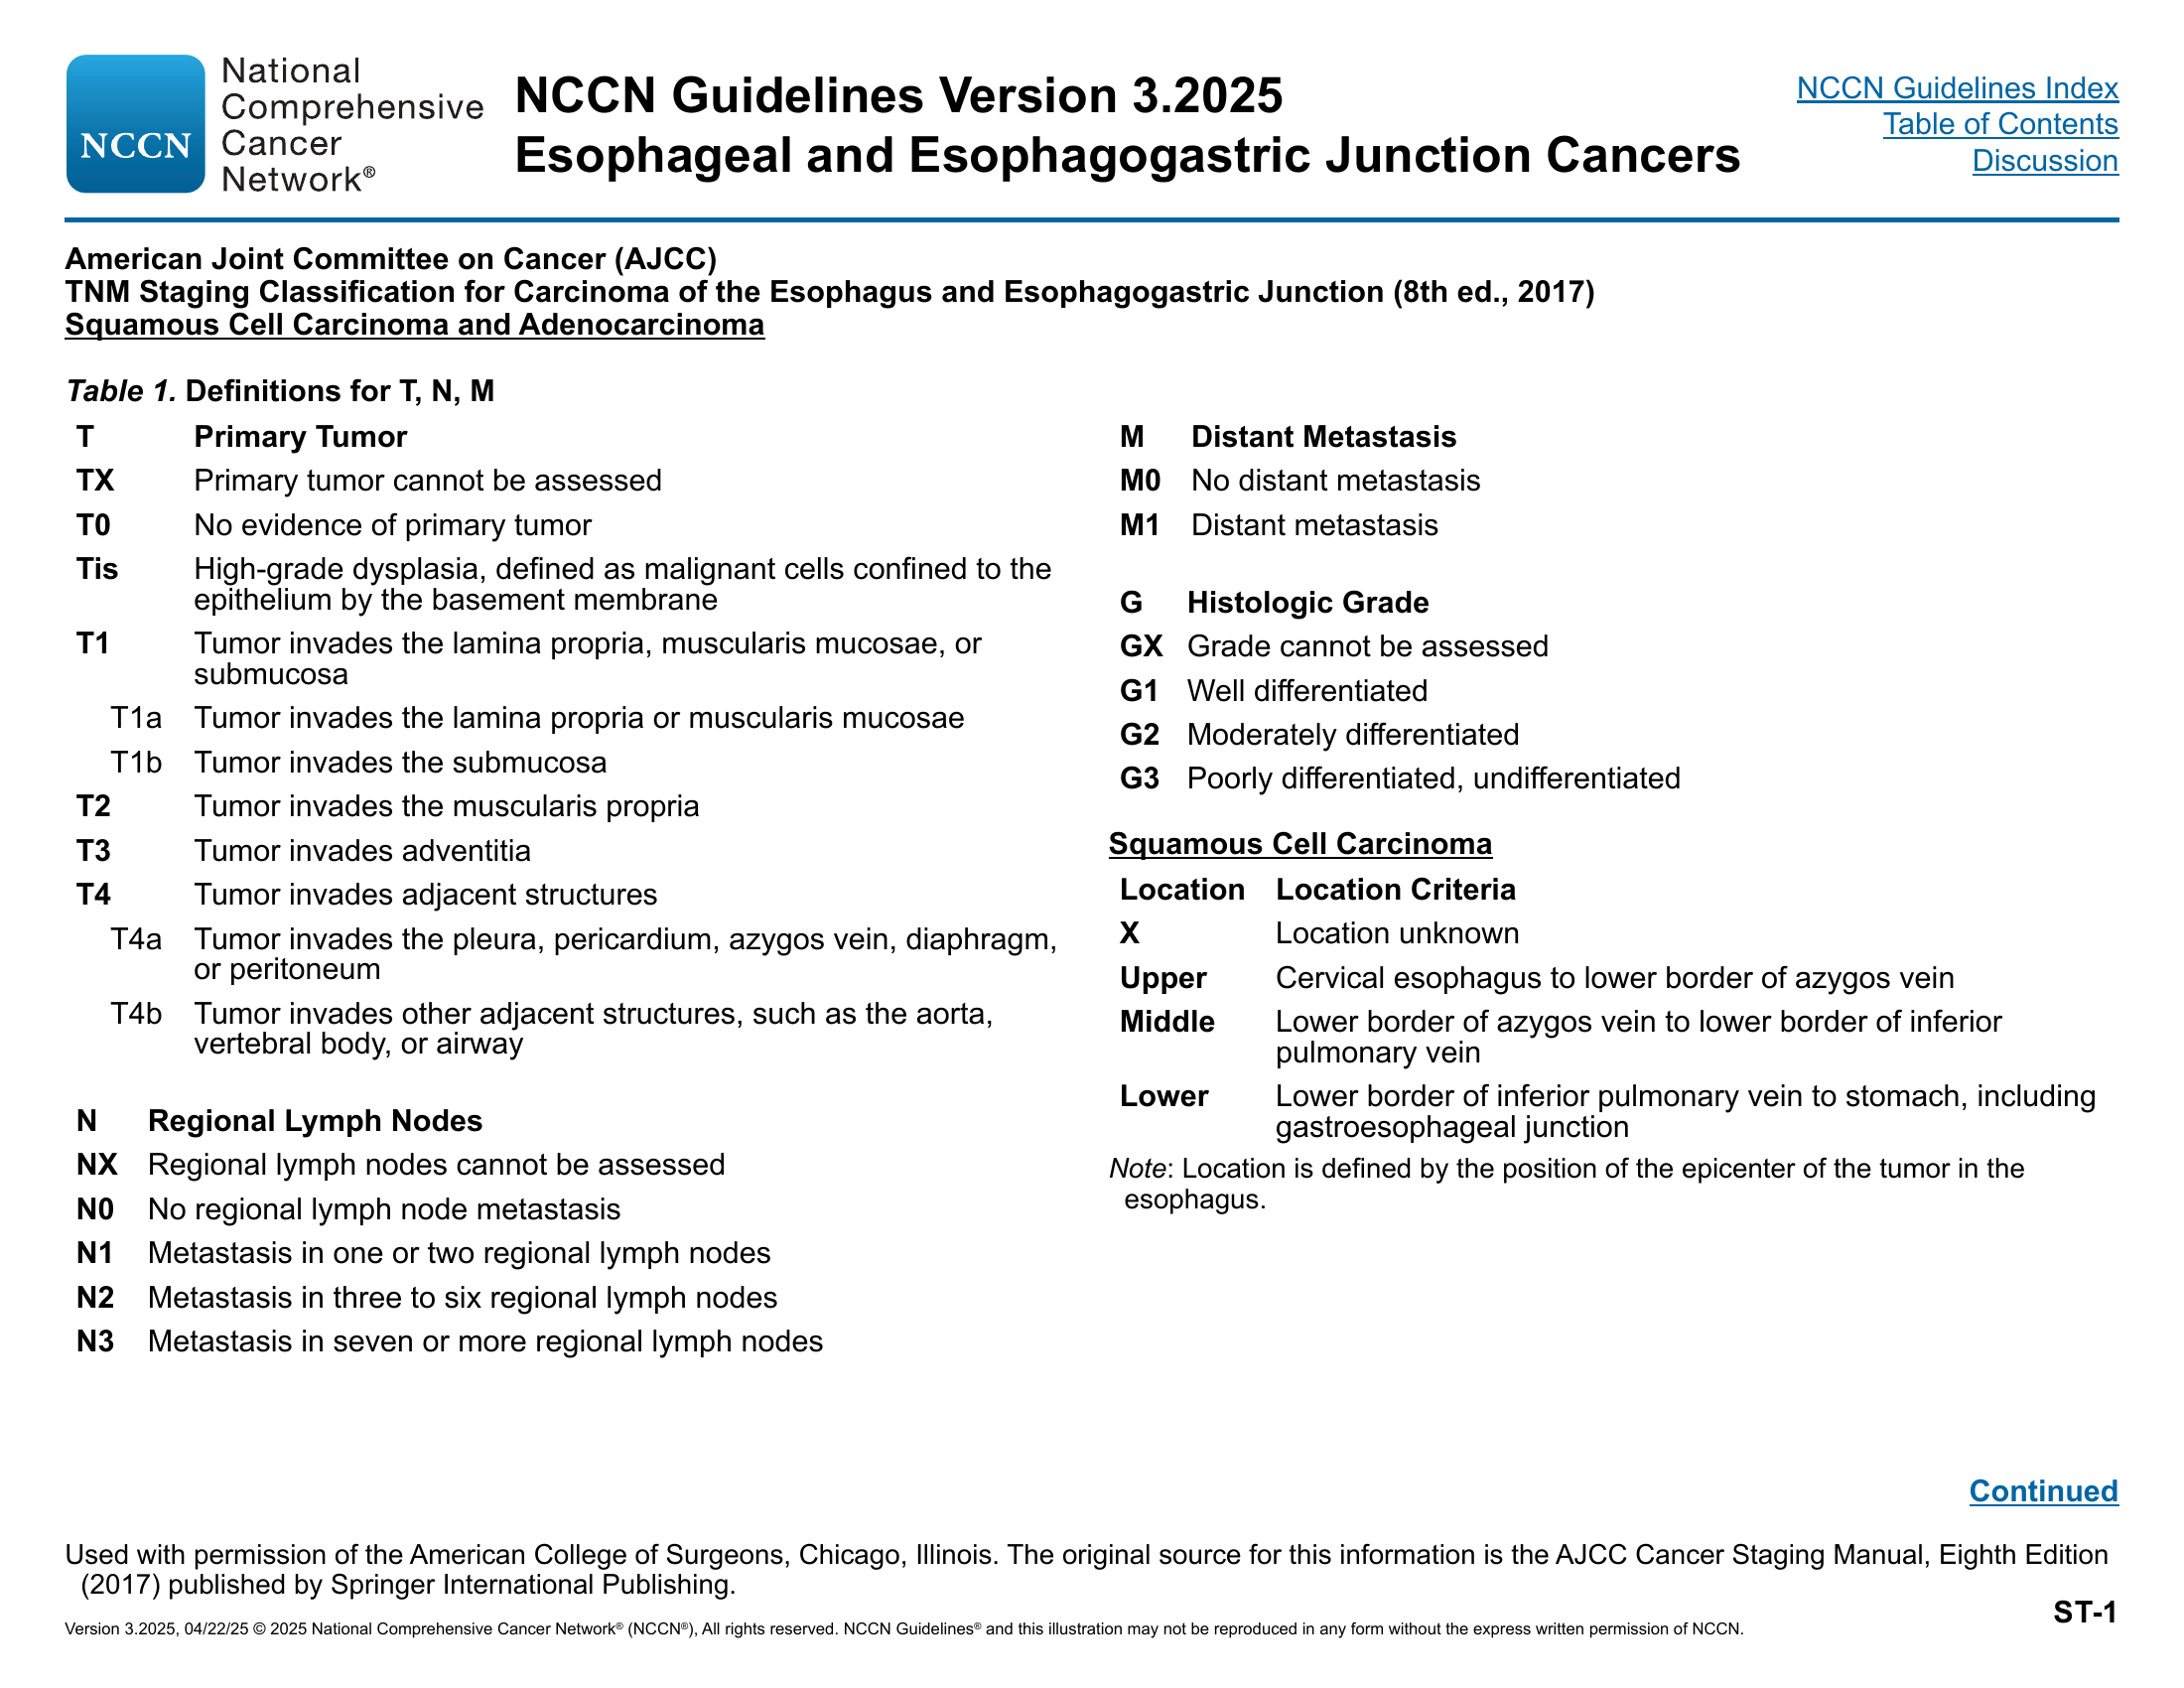 National
Comprehensive
Cancer
Network®
NCCN
NCCN Guidelines Version 3.2025
Esophageal and Esophagogastric Junction Cancers
NCCN Guidelines Index
Table of Contents
Discussion
American Joint Committee on Cancer (AJCC)
TNM Staging Classification for Carcinoma of the Esophagus and Esophagogastric Junction (8th ed., 2017)
Squamous Cell Carcinoma and Adenocarcinoma
Table 1. Definitions for T, N, M
T Primary Tumor
TX Primary tumor cannot be assessed
T0 No evidence of primary tumor
Tis High-grade dysplasia, defined as malignant cells confined to the
epithelium by the basement membrane
T1 Tumor invades the lamina propria, muscularis mucosae, or
submucosa
T1a Tumor invades the lamina propria or muscularis mucosae
T1b Tumor invades the submucosa
T2 Tumor invades the muscularis propria
T3 Tumor invades adventitia
T4 Tumor invades adjacent structures
T4a Tumor invades the pleura, pericardium, azygos vein, diaphragm,
or peritoneum
T4b Tumor invades other adjacent structures, such as the aorta,
vertebral body, or airway
N Regional Lymph Nodes
NX Regional lymph nodes cannot be assessed
N0 No regional lymph node metastasis
N1 Metastasis in one or two regional lymph nodes
N2 Metastasis in three to six regional lymph nodes
N3 Metastasis in seven or more regional lymph nodes
M Distant Metastasis
M0 No distant metastasis
M1 Distant metastasis
G Histologic Grade
GX Grade cannot be assessed
G1 Well differentiated
G2 Moderately differentiated
G3 Poorly differentiated, undifferentiated
Squamous Cell Carcinoma
Location Location Criteria
X Location unknown
Upper Cervical esophagus to lower border of azygos vein
Middle Lower border of azygos vein to lower border of inferior
pulmonary vein
Lower Lower border of inferior pulmonary vein to stomach, including
gastroesophageal junction
Note: Location is defined by the position of the epicenter of the tumor in the
esophagus.
Continued
Used with permission of the American College of Surgeons, Chicago, Illinois. The original source for this information is the AJCC Cancer Staging Manual, Eighth Edition
(2017) published by Springer International Publishing.
ST-1
Version 3.2025, 04/22/25 © 2025 National Comprehensive Cancer Network® (NCCN®), All rights reserved. NCCN Guidelines® and this illustration may not be reproduced in any form without the express written permission of NCCN.